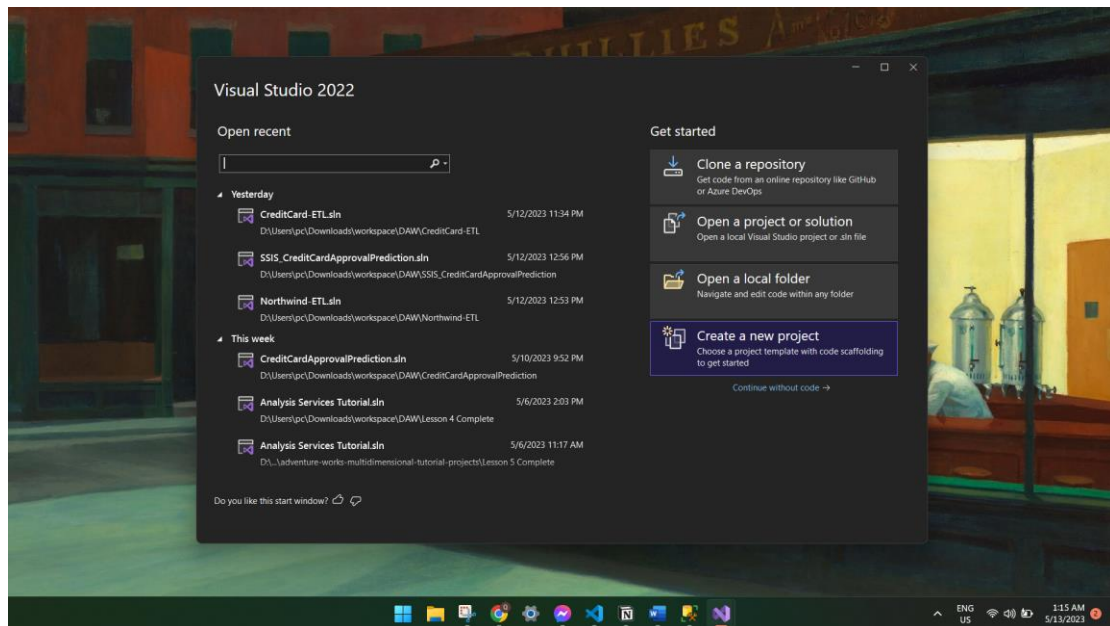 PHILLIES
Visual Studio 2022
Open recent
Yesterday
CreditCard-ETL.sln 5/12/2023 11:34 PM
D:\Users\pc\Downloads\workspace\DAW\CreditCard-ETL
SSIS_CreditCardApprovalPrediction.sln 5/12/2023 12:56 PM
D:\Users\pc\Downloads\workspace\DAW\SSIS_CreditCardApprovalPrediction
Northwind-ETL.sln 5/12/2023 12:53 PM
D:\Users\pc\Downloads\workspace\DAW\Northwind-ETL
This week
CreditCardApprovalPrediction.sln 5/10/2023 9:52 PM
D:\Users\pc\Downloads\workspace\DAW\CreditCardApprovalPrediction
Analysis Services Tutorial.sln 5/6/2023 2:03 PM
D:\Users\pc\Downloads\workspace\DAW\Lesson 4 Complete
Analysis Services Tutorial.sln 5/6/2023 11:17 AM
D:\...\adventure-works-multidimensional-tutorial-projects\Lesson 5 Complete
Do you like this start window?
Get started
Clone a repository
Get code from an online repository like GitHub
or Azure DevOps
Open a project or solution
Open a local Visual Studio project or .sln file
Open a local folder
Navigate and edit code within any folder
Create a new project
Choose a project template with code scaffolding
to get started
Continue without code →
ENG
US
1:15 AM
5/13/2023
2